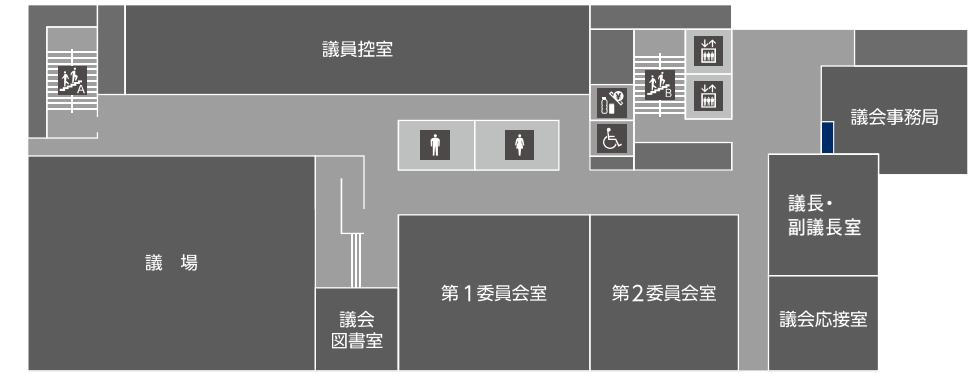 議員控室
A
B
議会事務局
議長・
副議長室
議　場
第1委員会室
第2委員会室
議会
図書室
議会応接室